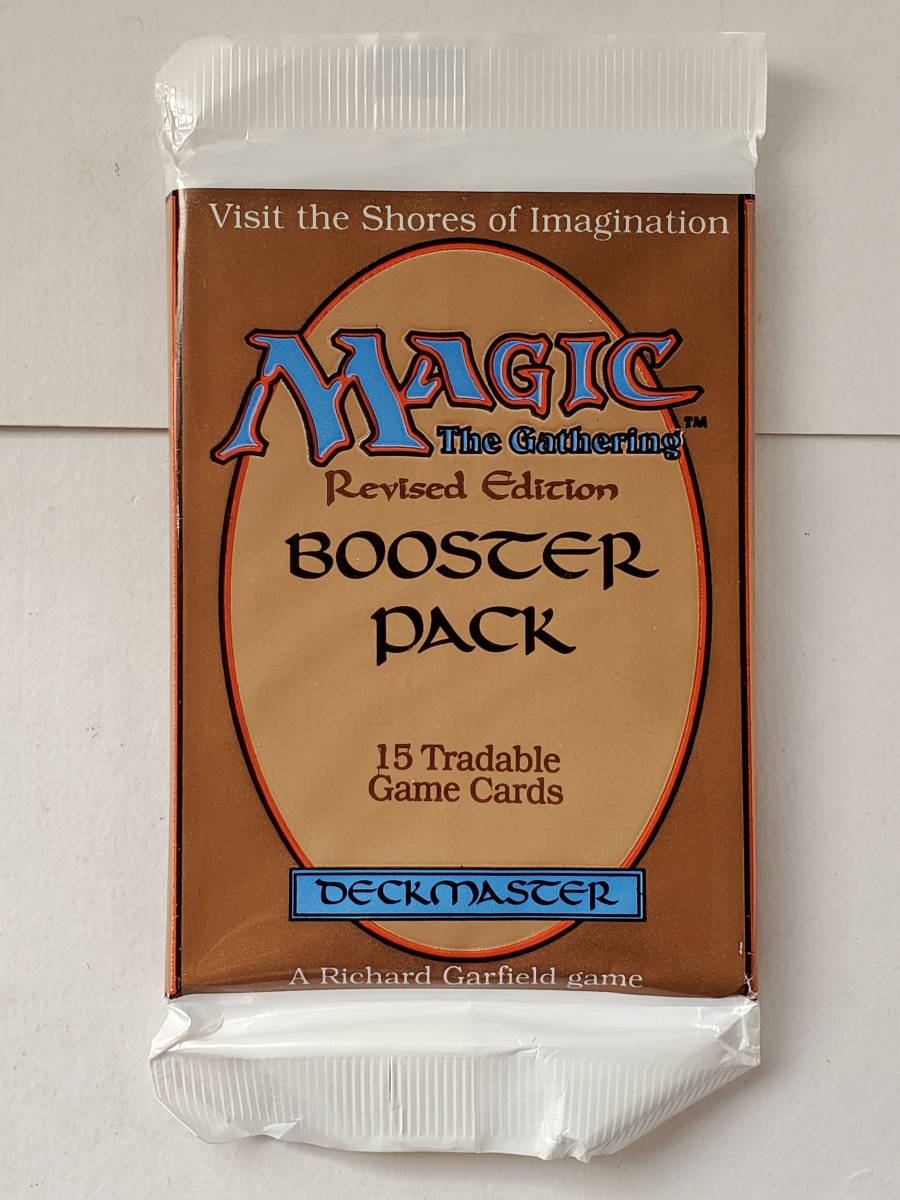 Visit the Shores of Imagination
MAGIC
The Gathering™
Revised Edition
BOOSTER
PACK
15 Tradable
Game Cards
DECKMASTER
A Richard Garfield game